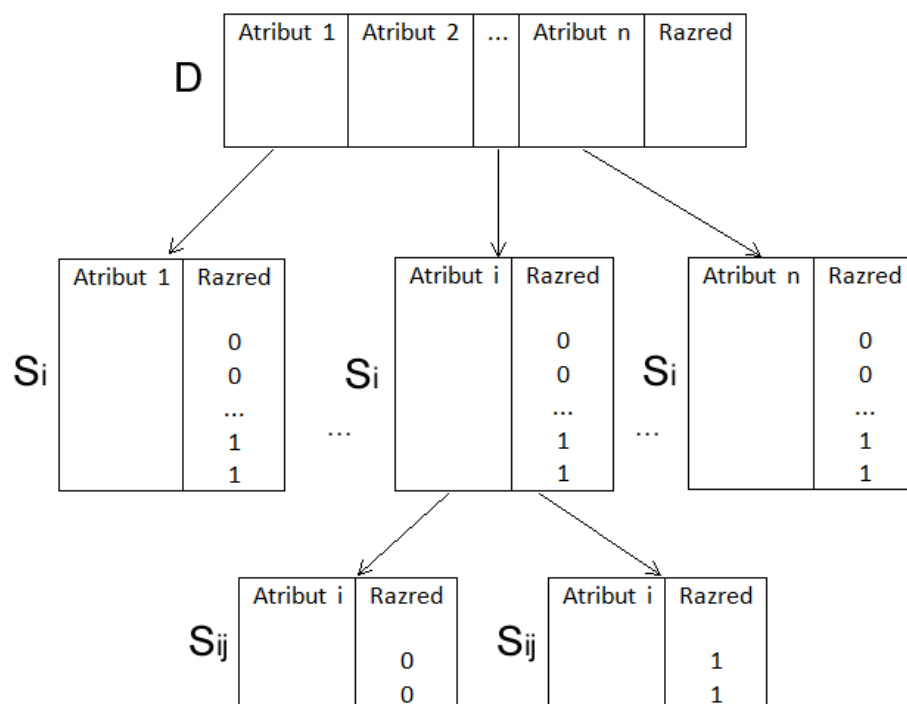 Atribut 1 Atribut 2 ... Atribut n Razred
D
Atribut 1 Razred Atribut i Razred Atribut n Razred
0 0 0
Si 0 Si 0 Si 0
... ... ...
... 1 ... 1 1
1 1 1
Atribut i Razred Atribut i Razred
Sij 0 Sij 1
0 1